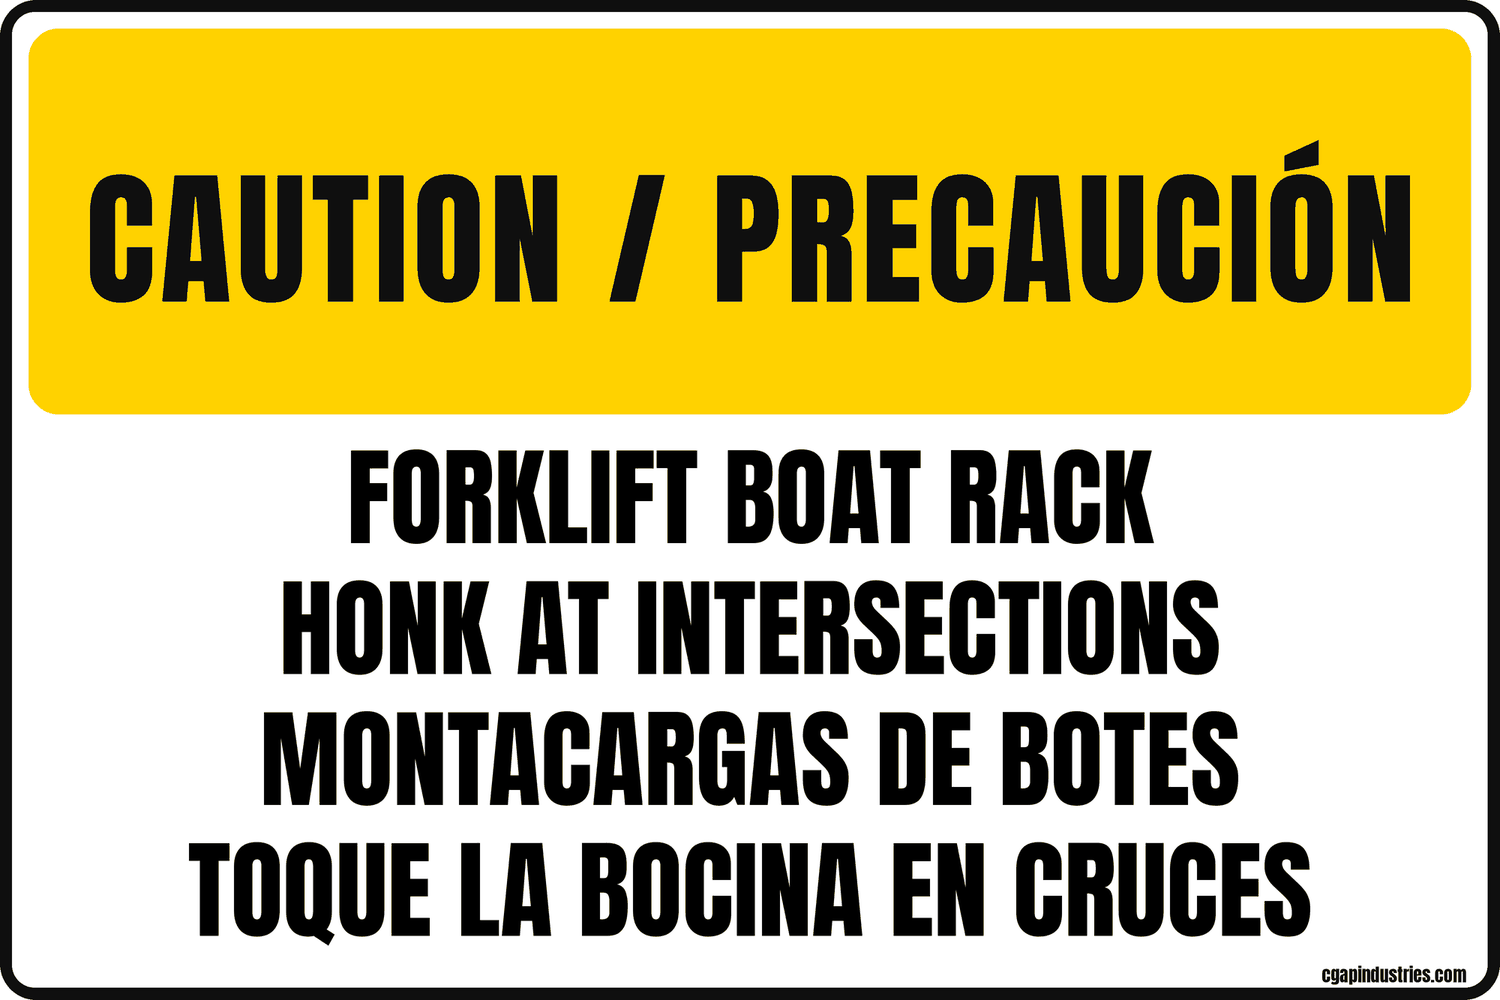 CAUTION / PRECAUCIÓN
FORKLIFT BOAT RACK
HONK AT INTERSECTIONS
MONTACARGAS DE BOTES
TOQUE LA BOCINA EN CRUCES
cgapindustries.com